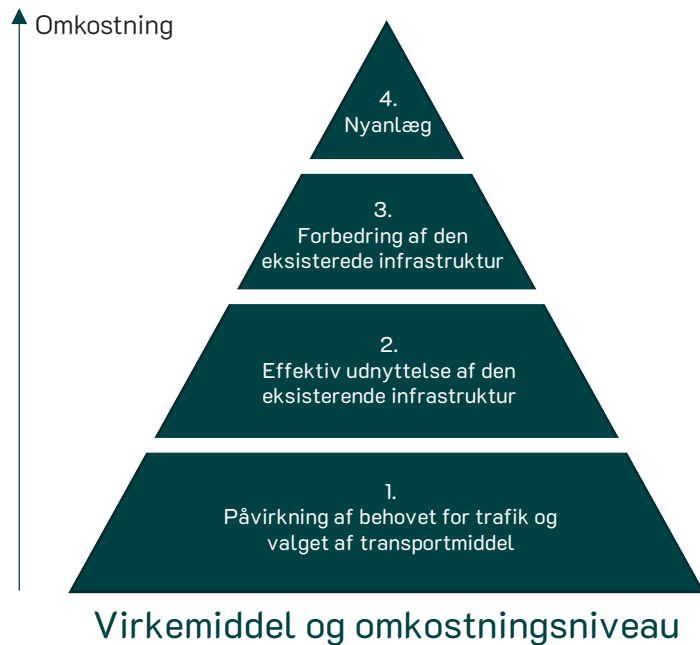 Omkostning
4.
Nyanlæg
3.
Forbedring af den
eksisterede infrastruktur
2.
Effektiv udnyttelse af den
eksisterende infrastruktur
1.
Påvirkning af behovet for trafik og
valget af transportmiddel
Virkemiddel og omkostningsniveau